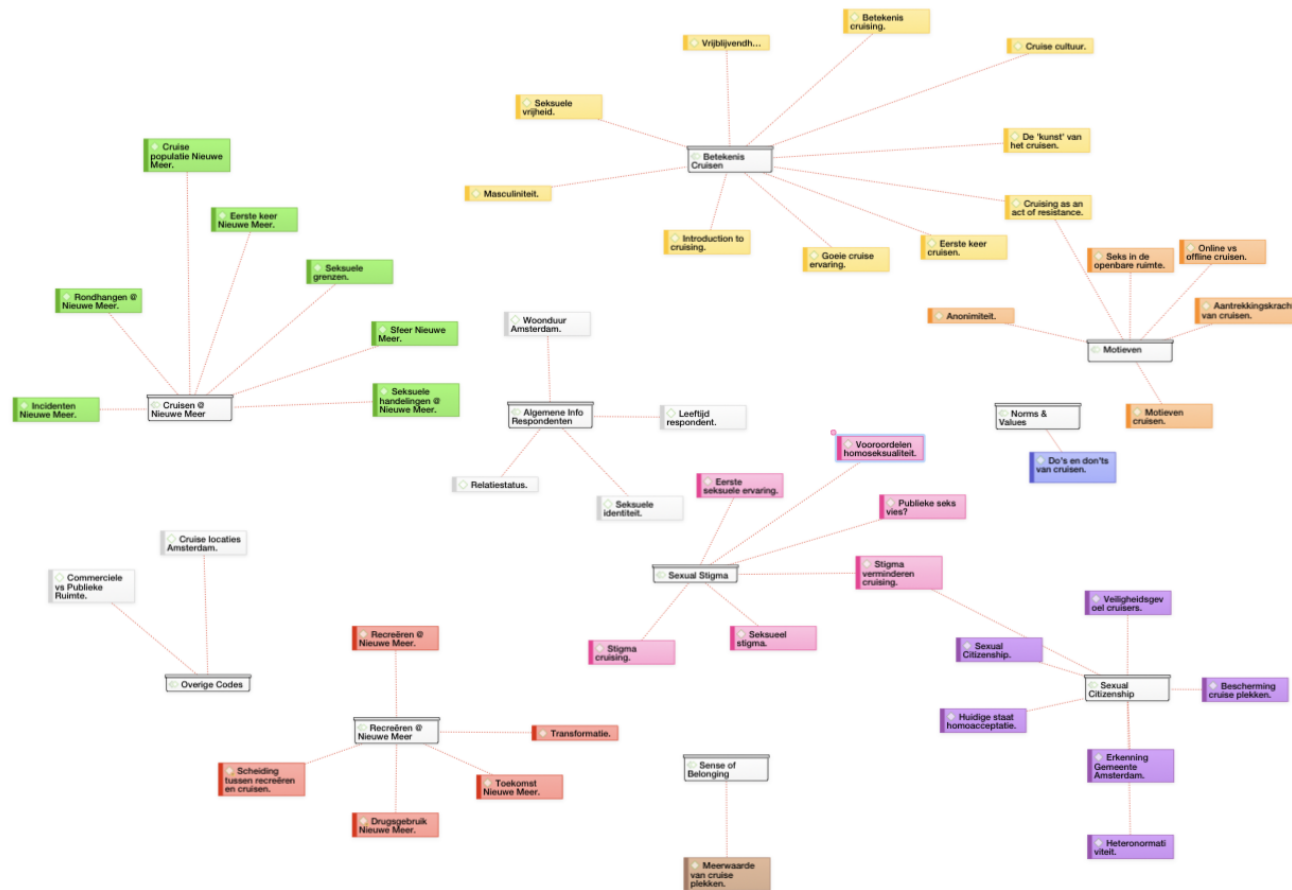 Betekenis
cruising.
Vrijblijvendh...
Cruise cultuur.
Seksuele
vrijheid.
De 'kunst' van
het cruisen.
Betekenis
Cruisen
Masculiniteit.
Cruising as an
act of resistance.
Introduction to
cruising.
Goeie cruise
ervaring.
Eerste keer
cruisen.
Cruise
populatie Nieuwe
Meer.
Eerste keer
Nieuwe Meer.
Seksuele
grenzen.
Rondhangen @
Nieuwe Meer.
Sfeer Nieuwe
Meer.
Incidenten
Nieuwe Meer.
Cruisen @
Nieuwe Meer
Seksuele
handelingen @
Nieuwe Meer.
Seks in de
openbare ruimte.
Online vs
offline cruisen.
Anonimiteit.
Aantrekkingskrach
van cruisen.
Motieven
Motieven
cruisen.
Woonduur
Amsterdam.
Algemene Info
Respondenten
Leeftijd
respondent.
Relatiestatus.
Seksuele
identiteit.
Norms &
Values
Do's en don'ts
van cruisen.
Vooroordelen
homoseksualiteit.
Eerste
seksuele ervaring.
Publieke seks
vies?
Sexual Stigma
Stigma
verminderen
cruising.
Stigma
cruising.
Seksueel
stigma.
Cruise locaties
Amsterdam.
Commerciele
vs Publieke
Ruimte.
Overige Codes
Recreëren @
Nieuwe Meer.
Recreëren @
Nieuwe Meer
Transformatie.
Scheiding
tussen recreëren
en cruisen.
Toekomst
Nieuwe Meer.
Drugsgebruik
Nieuwe Meer.
Sense of
Belonging
Meerwaarde
van cruise
plekken.
Veiligheidsgev
oel cruisers.
Sexual
Citizenship.
Sexual
Citizenship
Bescherming
cruise plekken.
Huidige staat
homoacceptatie.
Erkenning
Gemeente
Amsterdam.
Heteronormati
viteit.